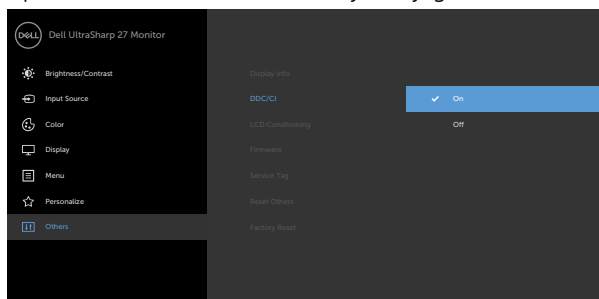 DELL Dell UltraSharp 27 Monitor
Brightness/Contrast Display Info
Input Source DDC/CI On
Color LCD Conditioning Off
Display Firmware
Menu Service Tag
Personalize Reset Others
Others Factory Reset